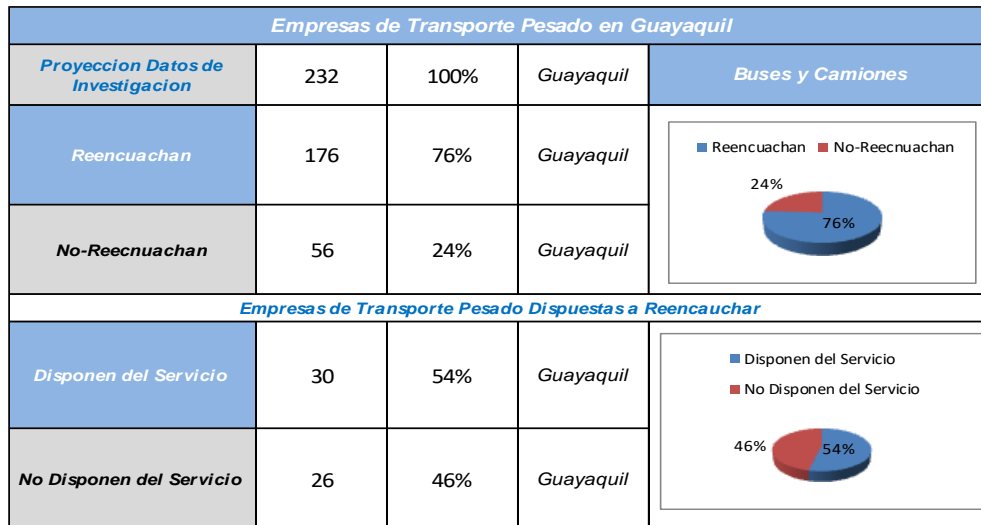 Empresas de Transporte Pesado en Guayaquil
Proyeccion Datos de
Investigacion
232
100%
Guayaquil
Buses y Camiones
Reencuachan
176
76%
Guayaquil
Reencuachan
No-Reecnuachan
24%
76%
No-Reecnuachan
56
24%
Guayaquil
Empresas de Transporte Pesado Dispuestas a Reencauchar
Disponen del Servicio
30
54%
Guayaquil
Disponen del Servicio
No Disponen del Servicio
46%
54%
No Disponen del Servicio
26
46%
Guayaquil